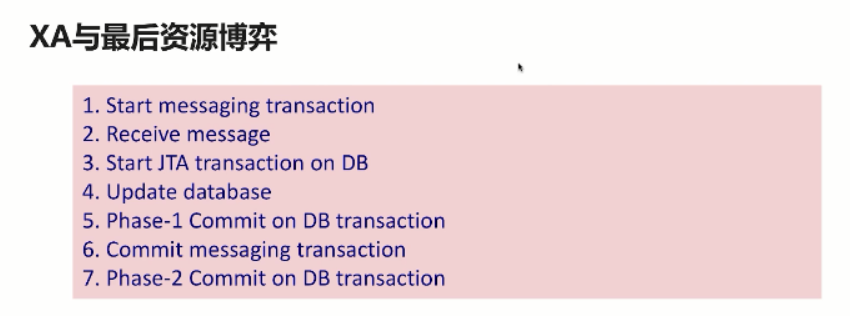 XA与最后资源博弈
1. Start messaging transaction
2. Receive message
3. Start JTA transaction on DB
4. Update database
5. Phase-1 Commit on DB transaction
6. Commit messaging transaction
7. Phase-2 Commit on DB transaction